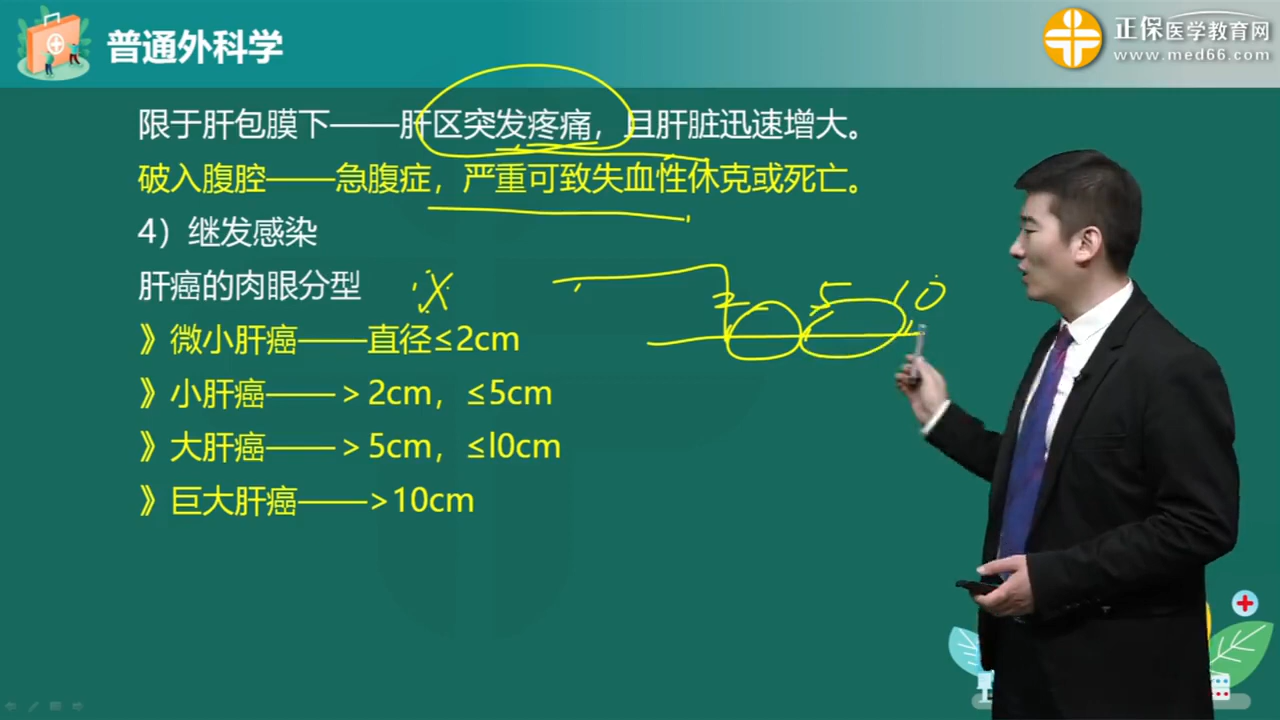 普通外科学
正保医学教育网
www.med66.com
限于肝包膜下——肝区突发疼痛，且肝脏迅速增大。
破入腹腔——急腹症，严重可致失血性休克或死亡。
4）继发感染
肝癌的肉眼分型
》微小肝癌——直径≤2cm
2 5 10
》小肝癌——＞2cm，≤5cm
》大肝癌——＞5cm，≤l0cm
》巨大肝癌——>10cm